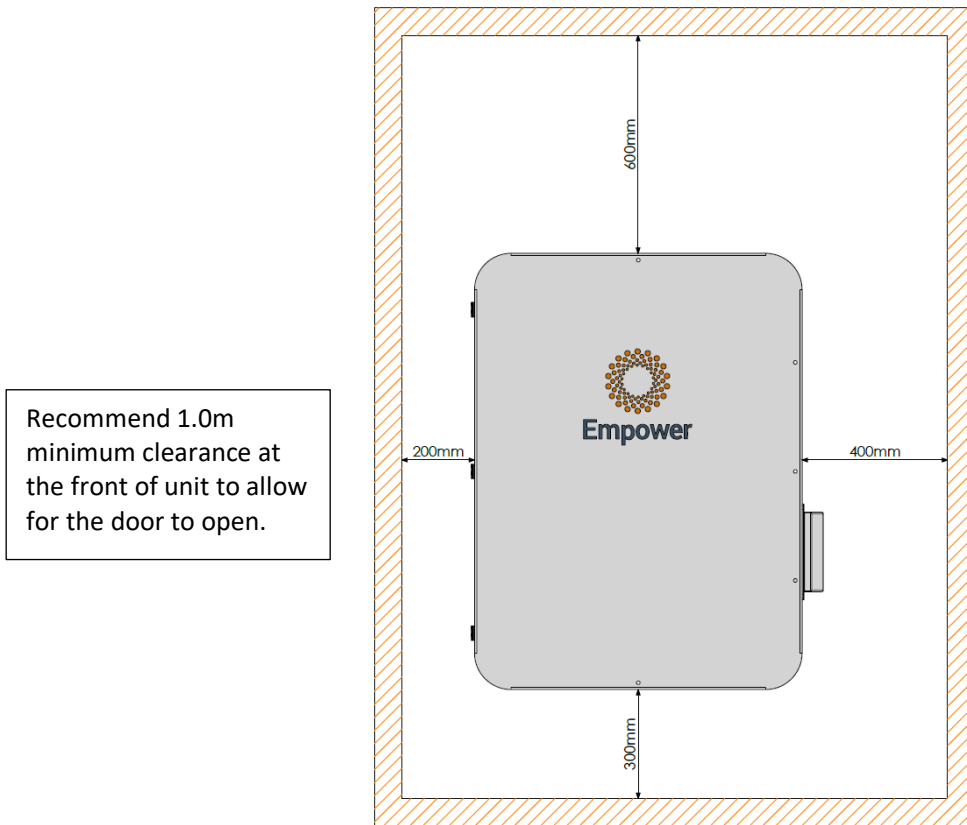 600mm
Empower
200mm
400mm
Recommend 1.0m
minimum clearance at
the front of unit to allow
for the door to open.
300mm